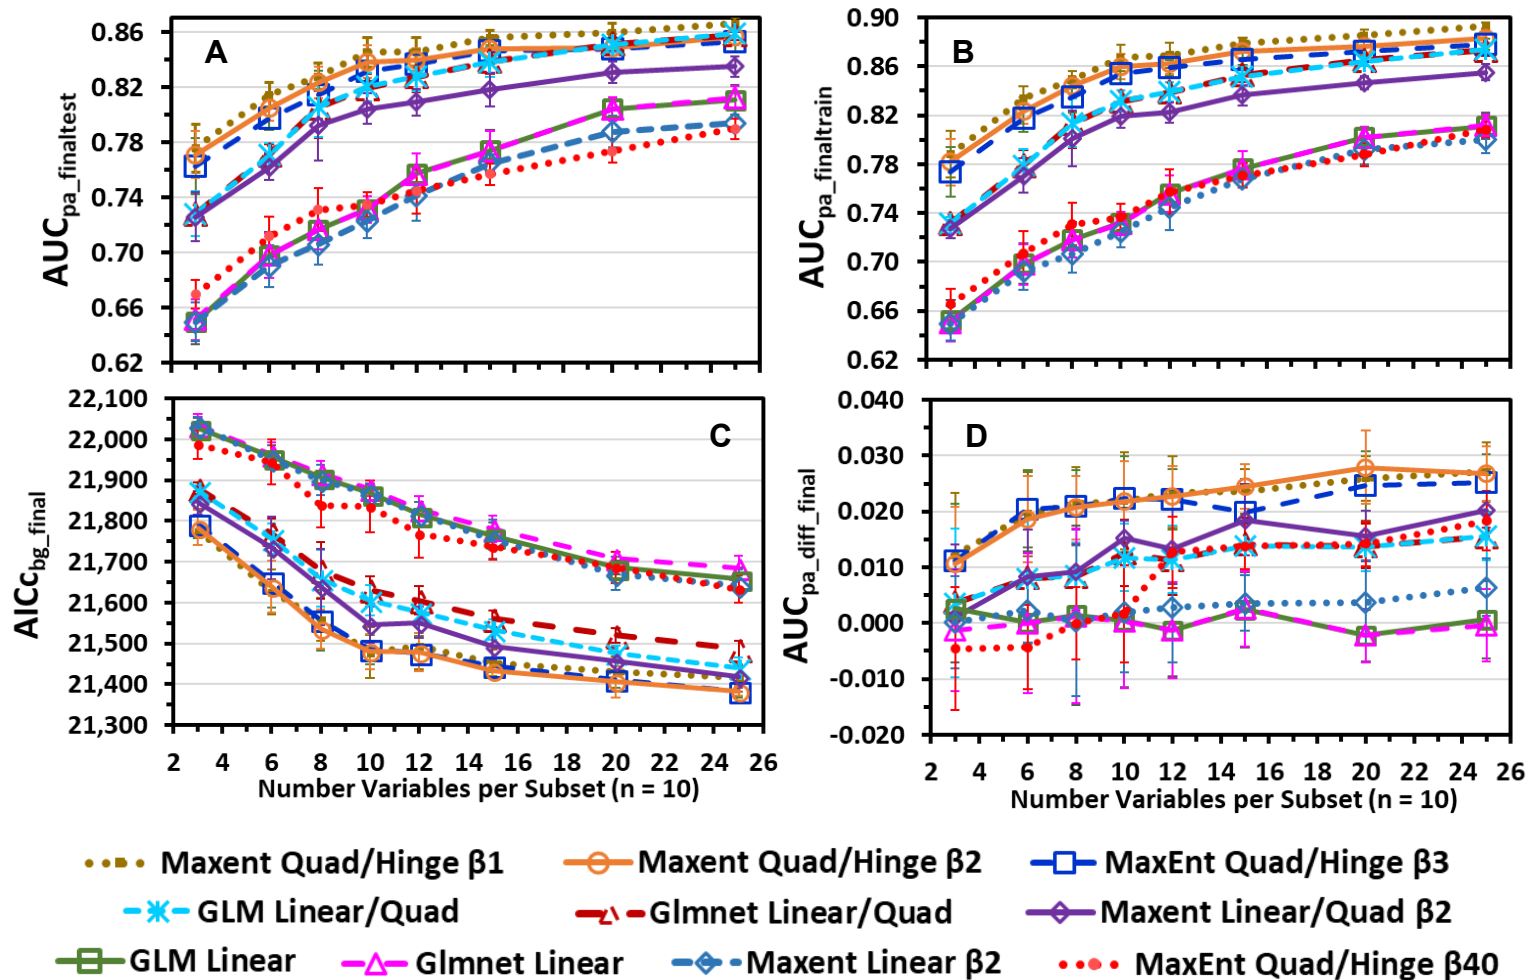 A
AUCpa_finaltest
0.86
0.82
0.78
0.74
0.70
0.66
0.62
B
AUCpa_finaltrain
0.90
0.86
0.82
0.78
0.74
0.70
0.66
0.62
C
AICcbg_final
22,100
22,000
21,900
21,800
21,700
21,600
21,500
21,400
21,300
2 4 6 8 10 12 14 16 18 20 22 24 26
Number Variables per Subset (n = 10)
D
AUCpa_diff_final
0.040
0.030
0.020
0.010
0.000
-0.010
-0.020
2 4 6 8 10 12 14 16 18 20 22 24 26
Number Variables per Subset (n = 10)
Maxent Quad/Hinge β1 Maxent Quad/Hinge β2 MaxEnt Quad/Hinge β3
GLM Linear/Quad Glmnet Linear/Quad Maxent Linear/Quad β2
GLM Linear Glmnet Linear Maxent Linear β2 MaxEnt Quad/Hinge β40